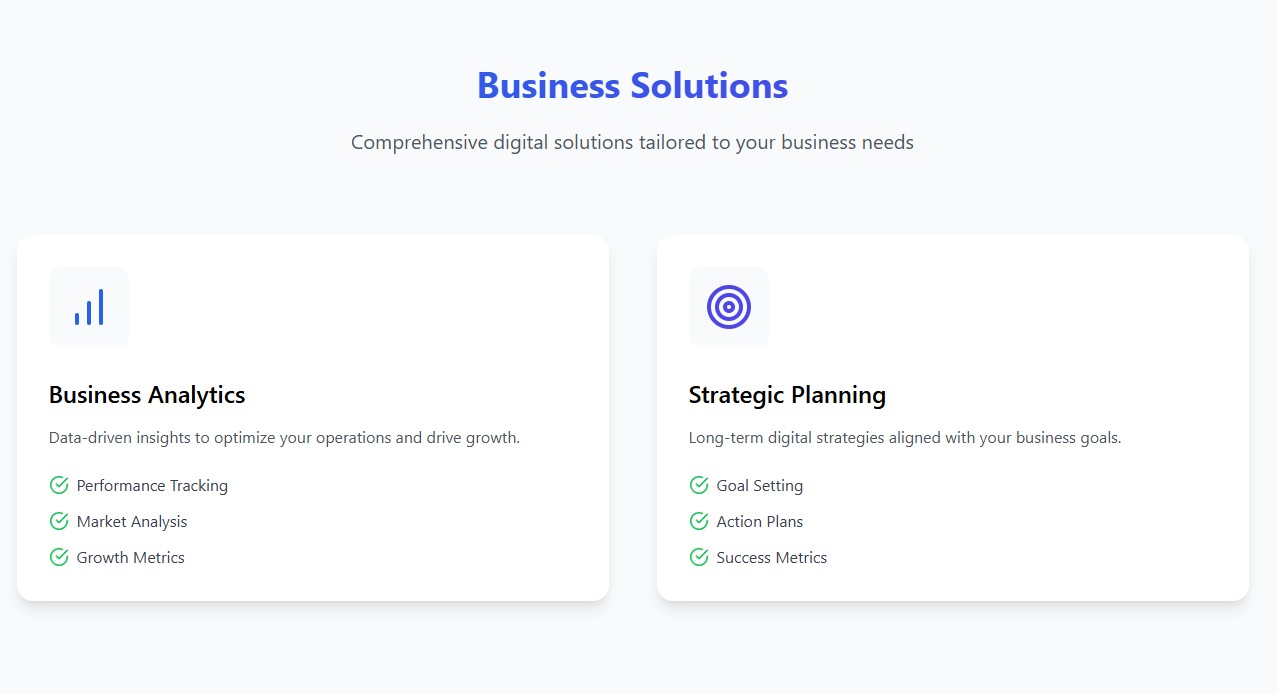 Business Solutions
Comprehensive digital solutions tailored to your business needs
Business Analytics
Data-driven insights to optimize your operations and drive growth.
Performance Tracking
Market Analysis
Growth Metrics
Strategic Planning
Long-term digital strategies aligned with your business goals.
Goal Setting
Action Plans
Success Metrics